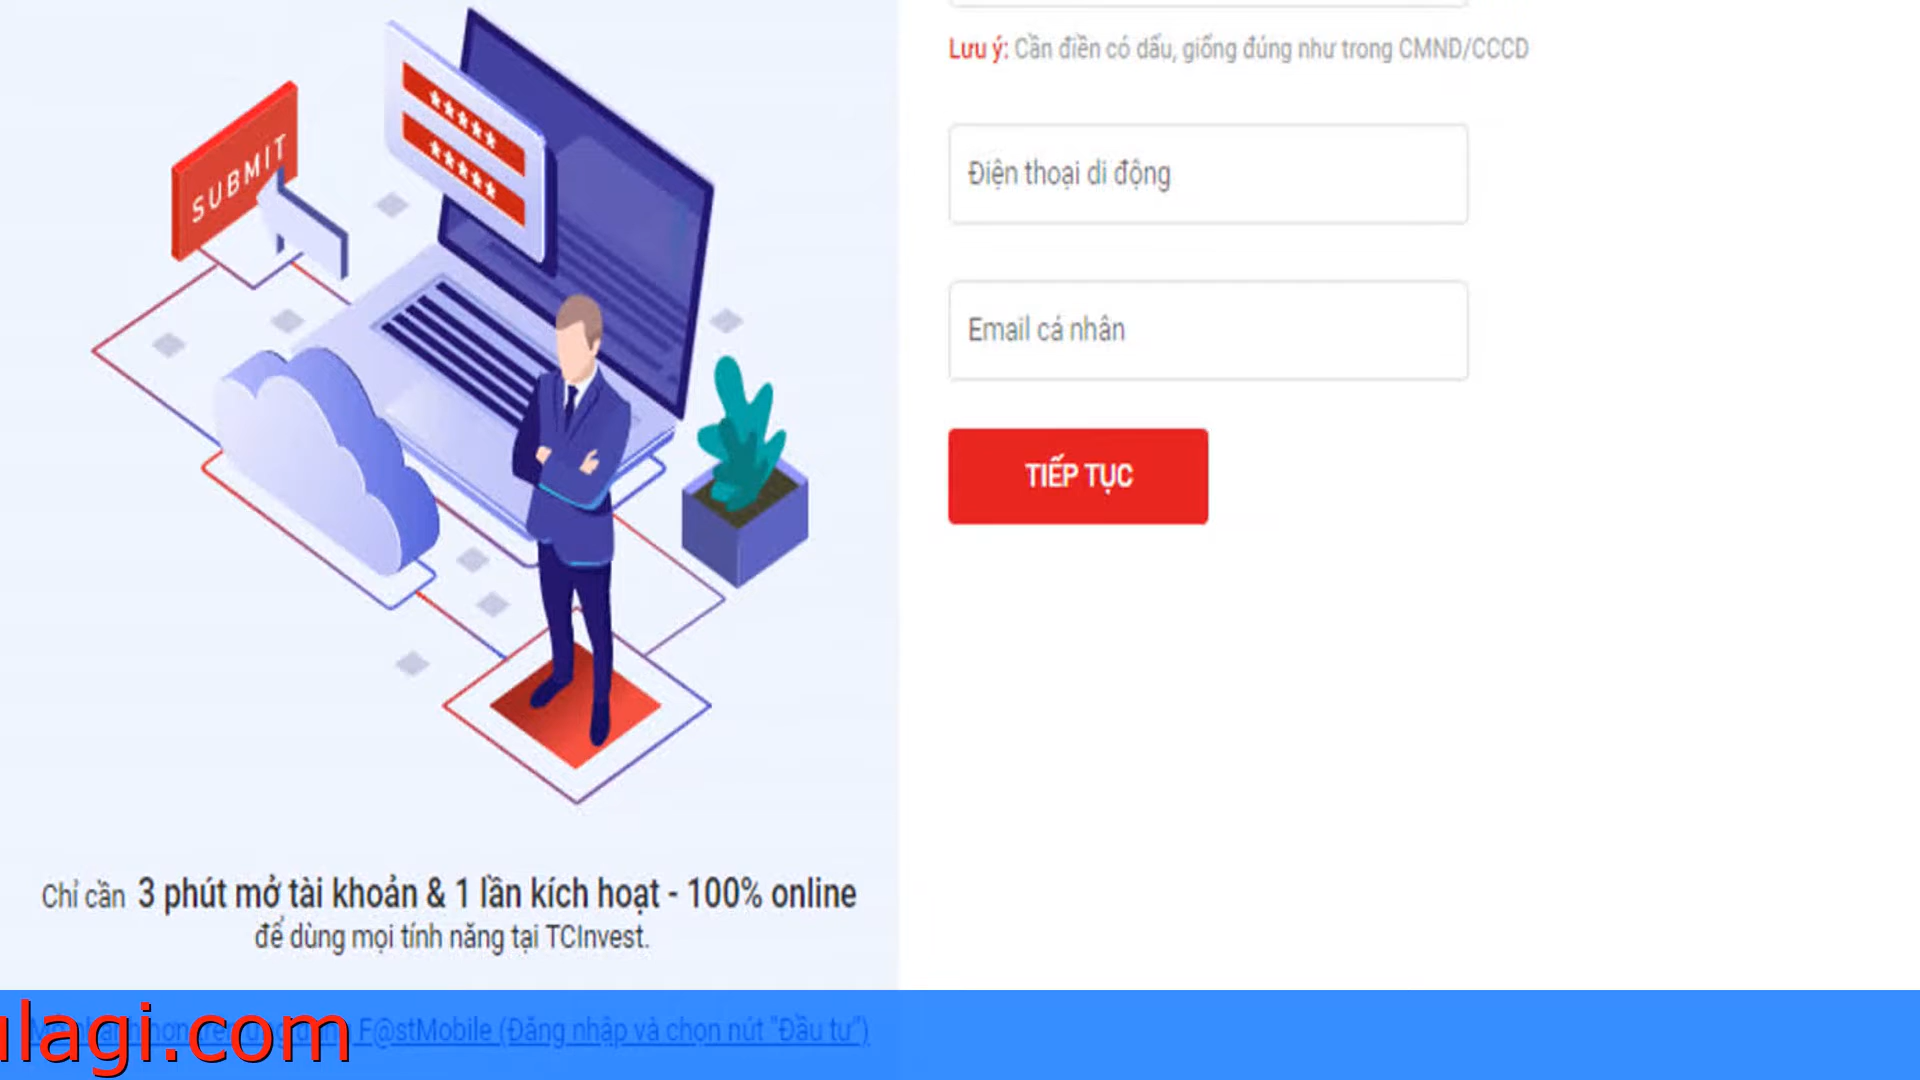 SUBMIT
Chỉ cần 3 phút mở tài khoản & 1 lần kích hoạt - 100% online
để dùng mọi tính năng tại TCInvest.
F@stMobile (Đăng nhập và chọn nút "Đầu tư")
ulagi.com
Lưu ý: Cần điền có dấu, giống đúng như trong CMND/CCCD
Điện thoại di động
Email cá nhân
TIẾP TỤC